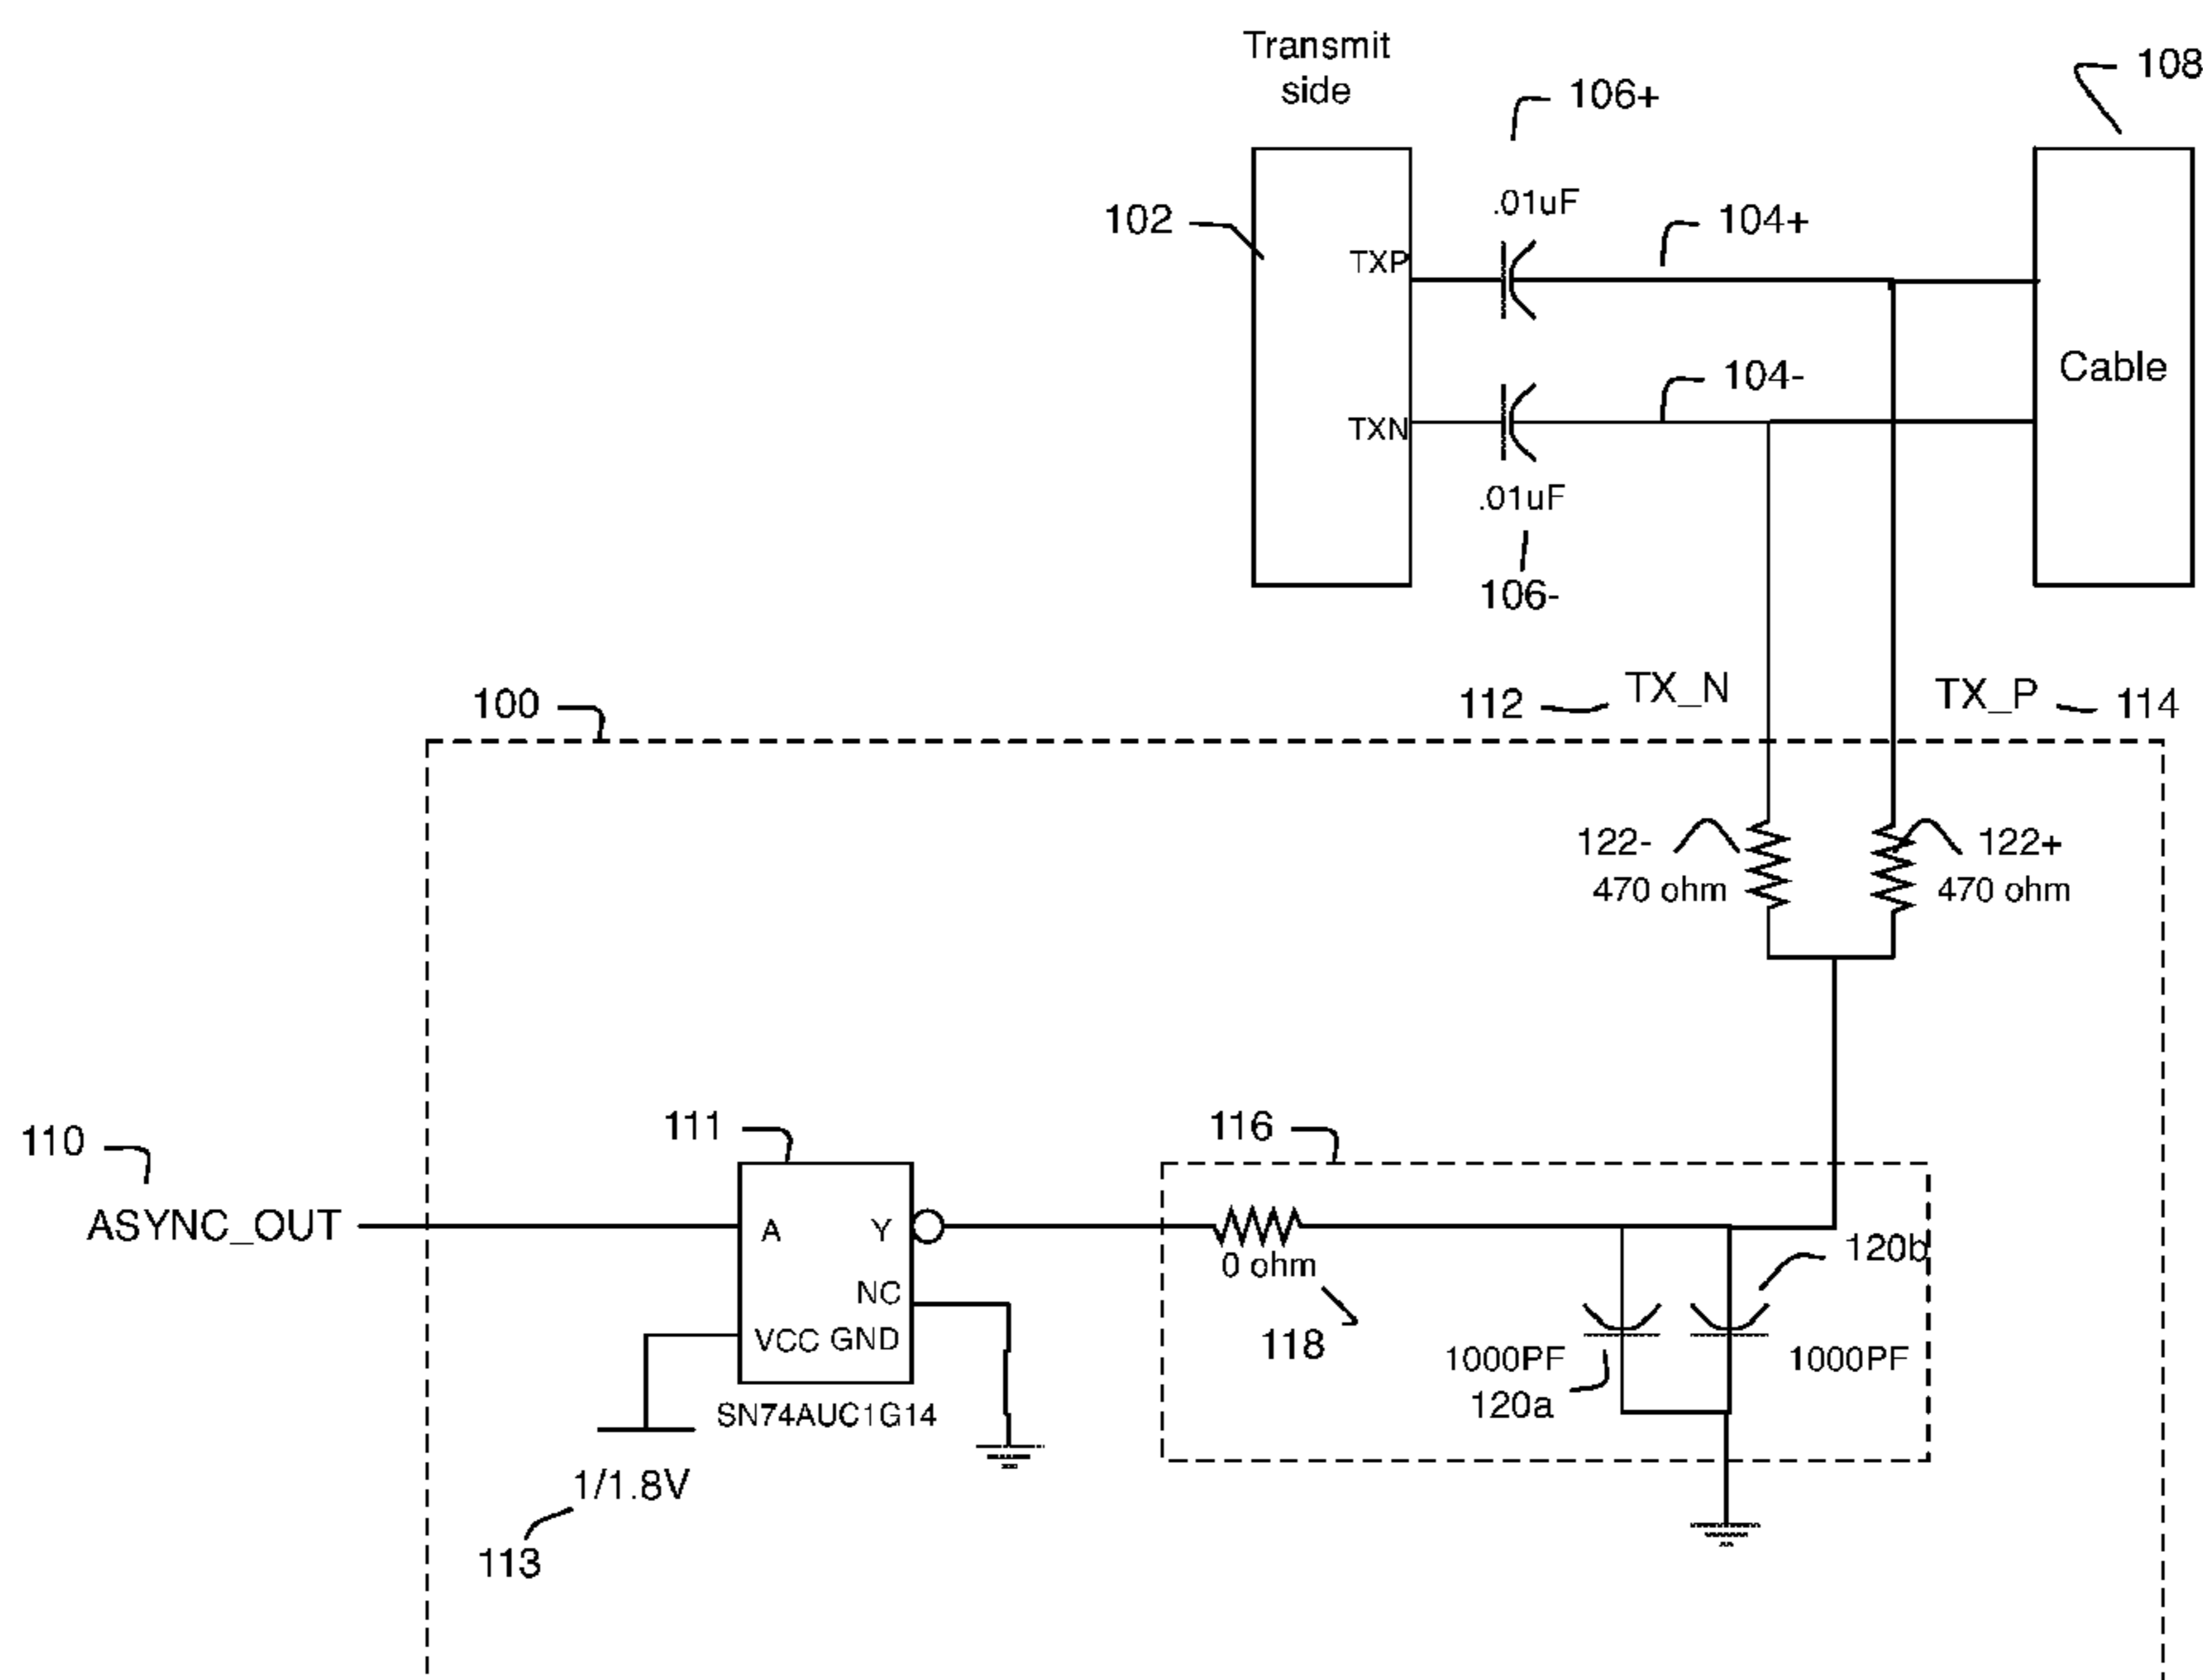 Transmit
side
108
106+
.01uF
102
104+
TXP
104-
Cable
TXN
.01uF
106-
100
112
TX_N
TX_P
114
122-
470 ohm
122+
470 ohm
110
111
116
ASYNC_OUT
A
Y
0 ohm
120b
NC
118
VCC GND
1000PF
1000PF
120a
SN74AUC1G14
1/1.8V
113